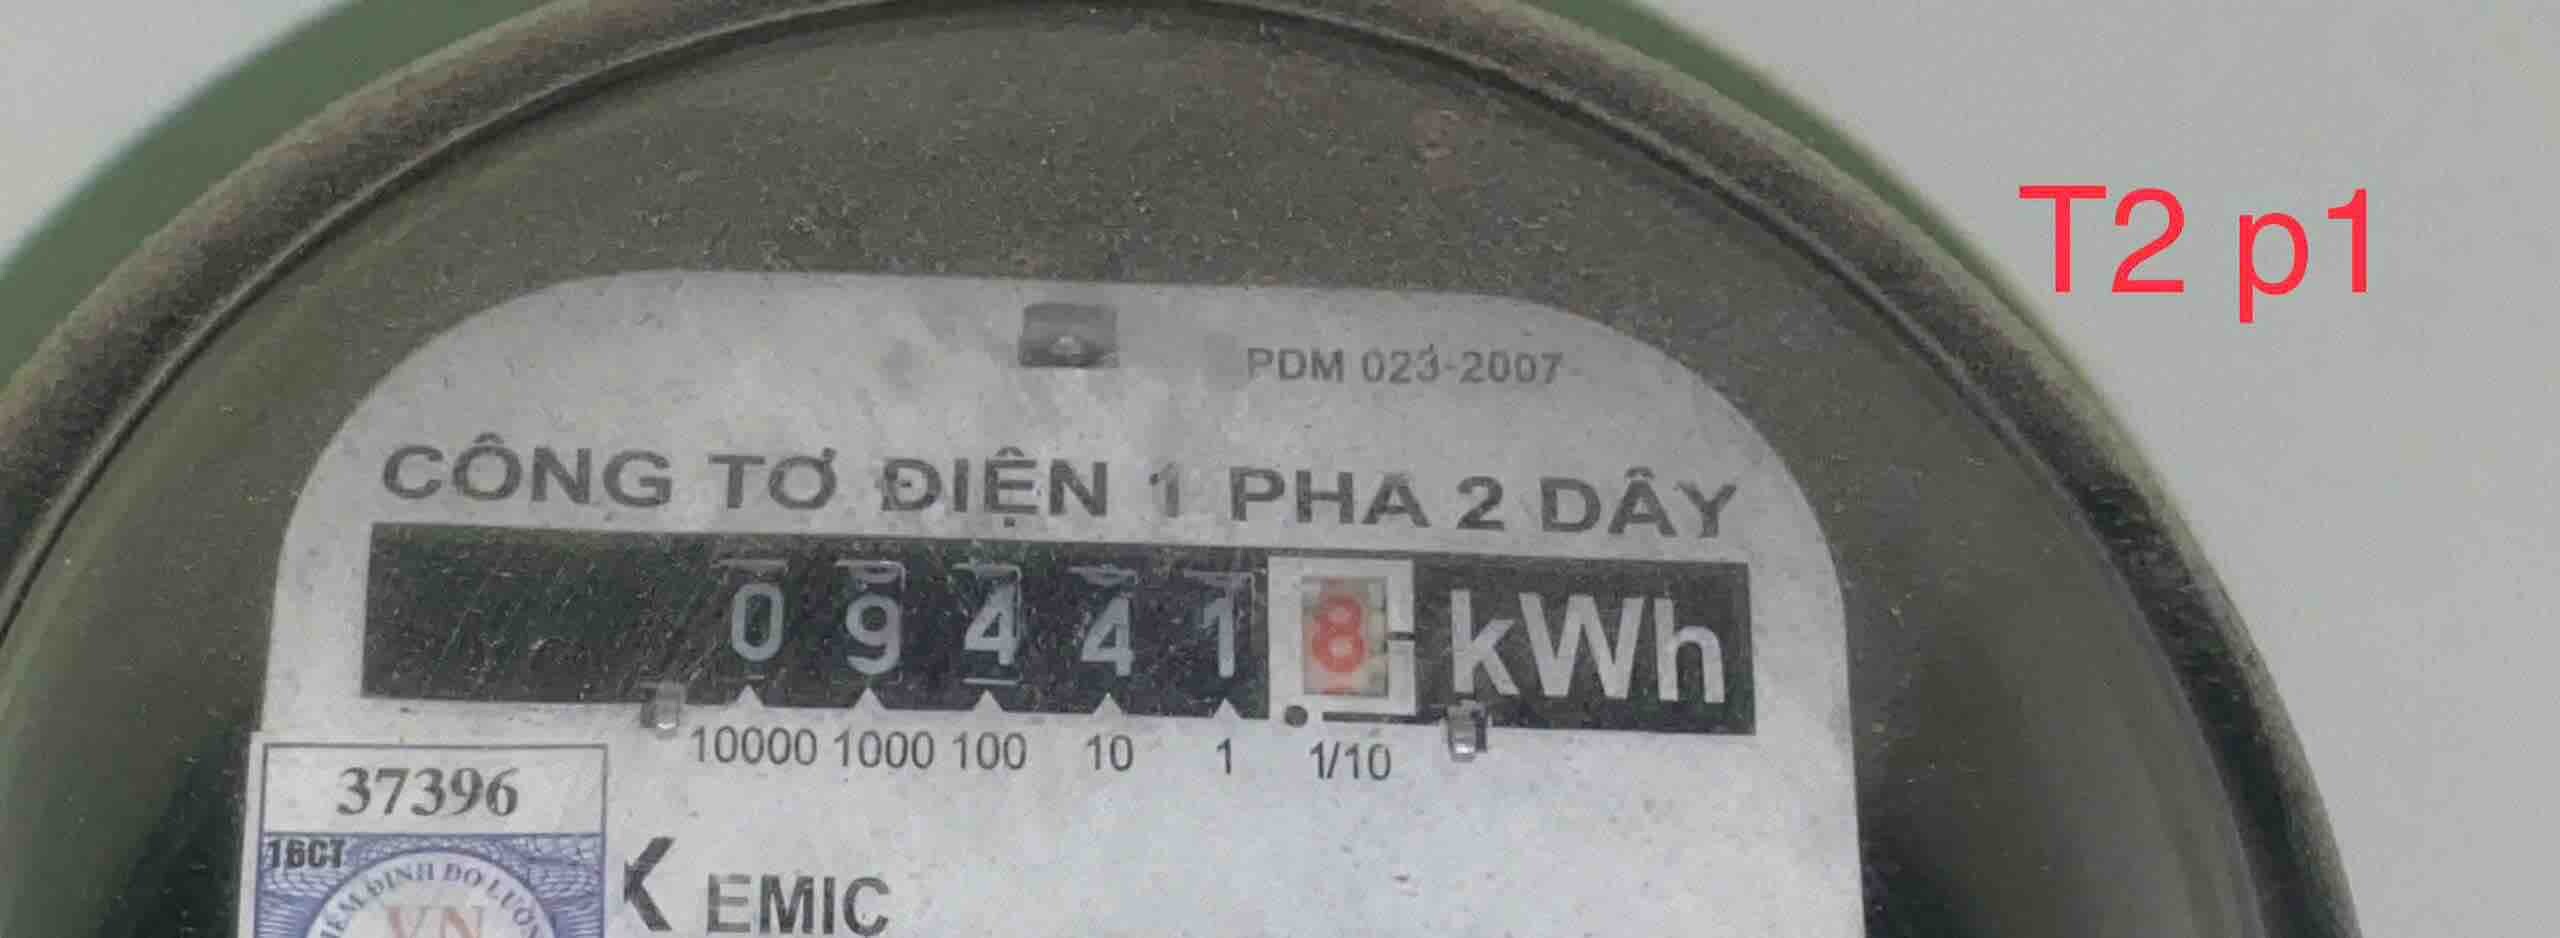 T2 p1
PDM 023-2007
CÔNG TƠ ĐIỆN 1 PHA 2 DÂY
0 9 4 4 1 8 kWh
10000 1000 100 10 1 1/10
37396
EMIC
VN